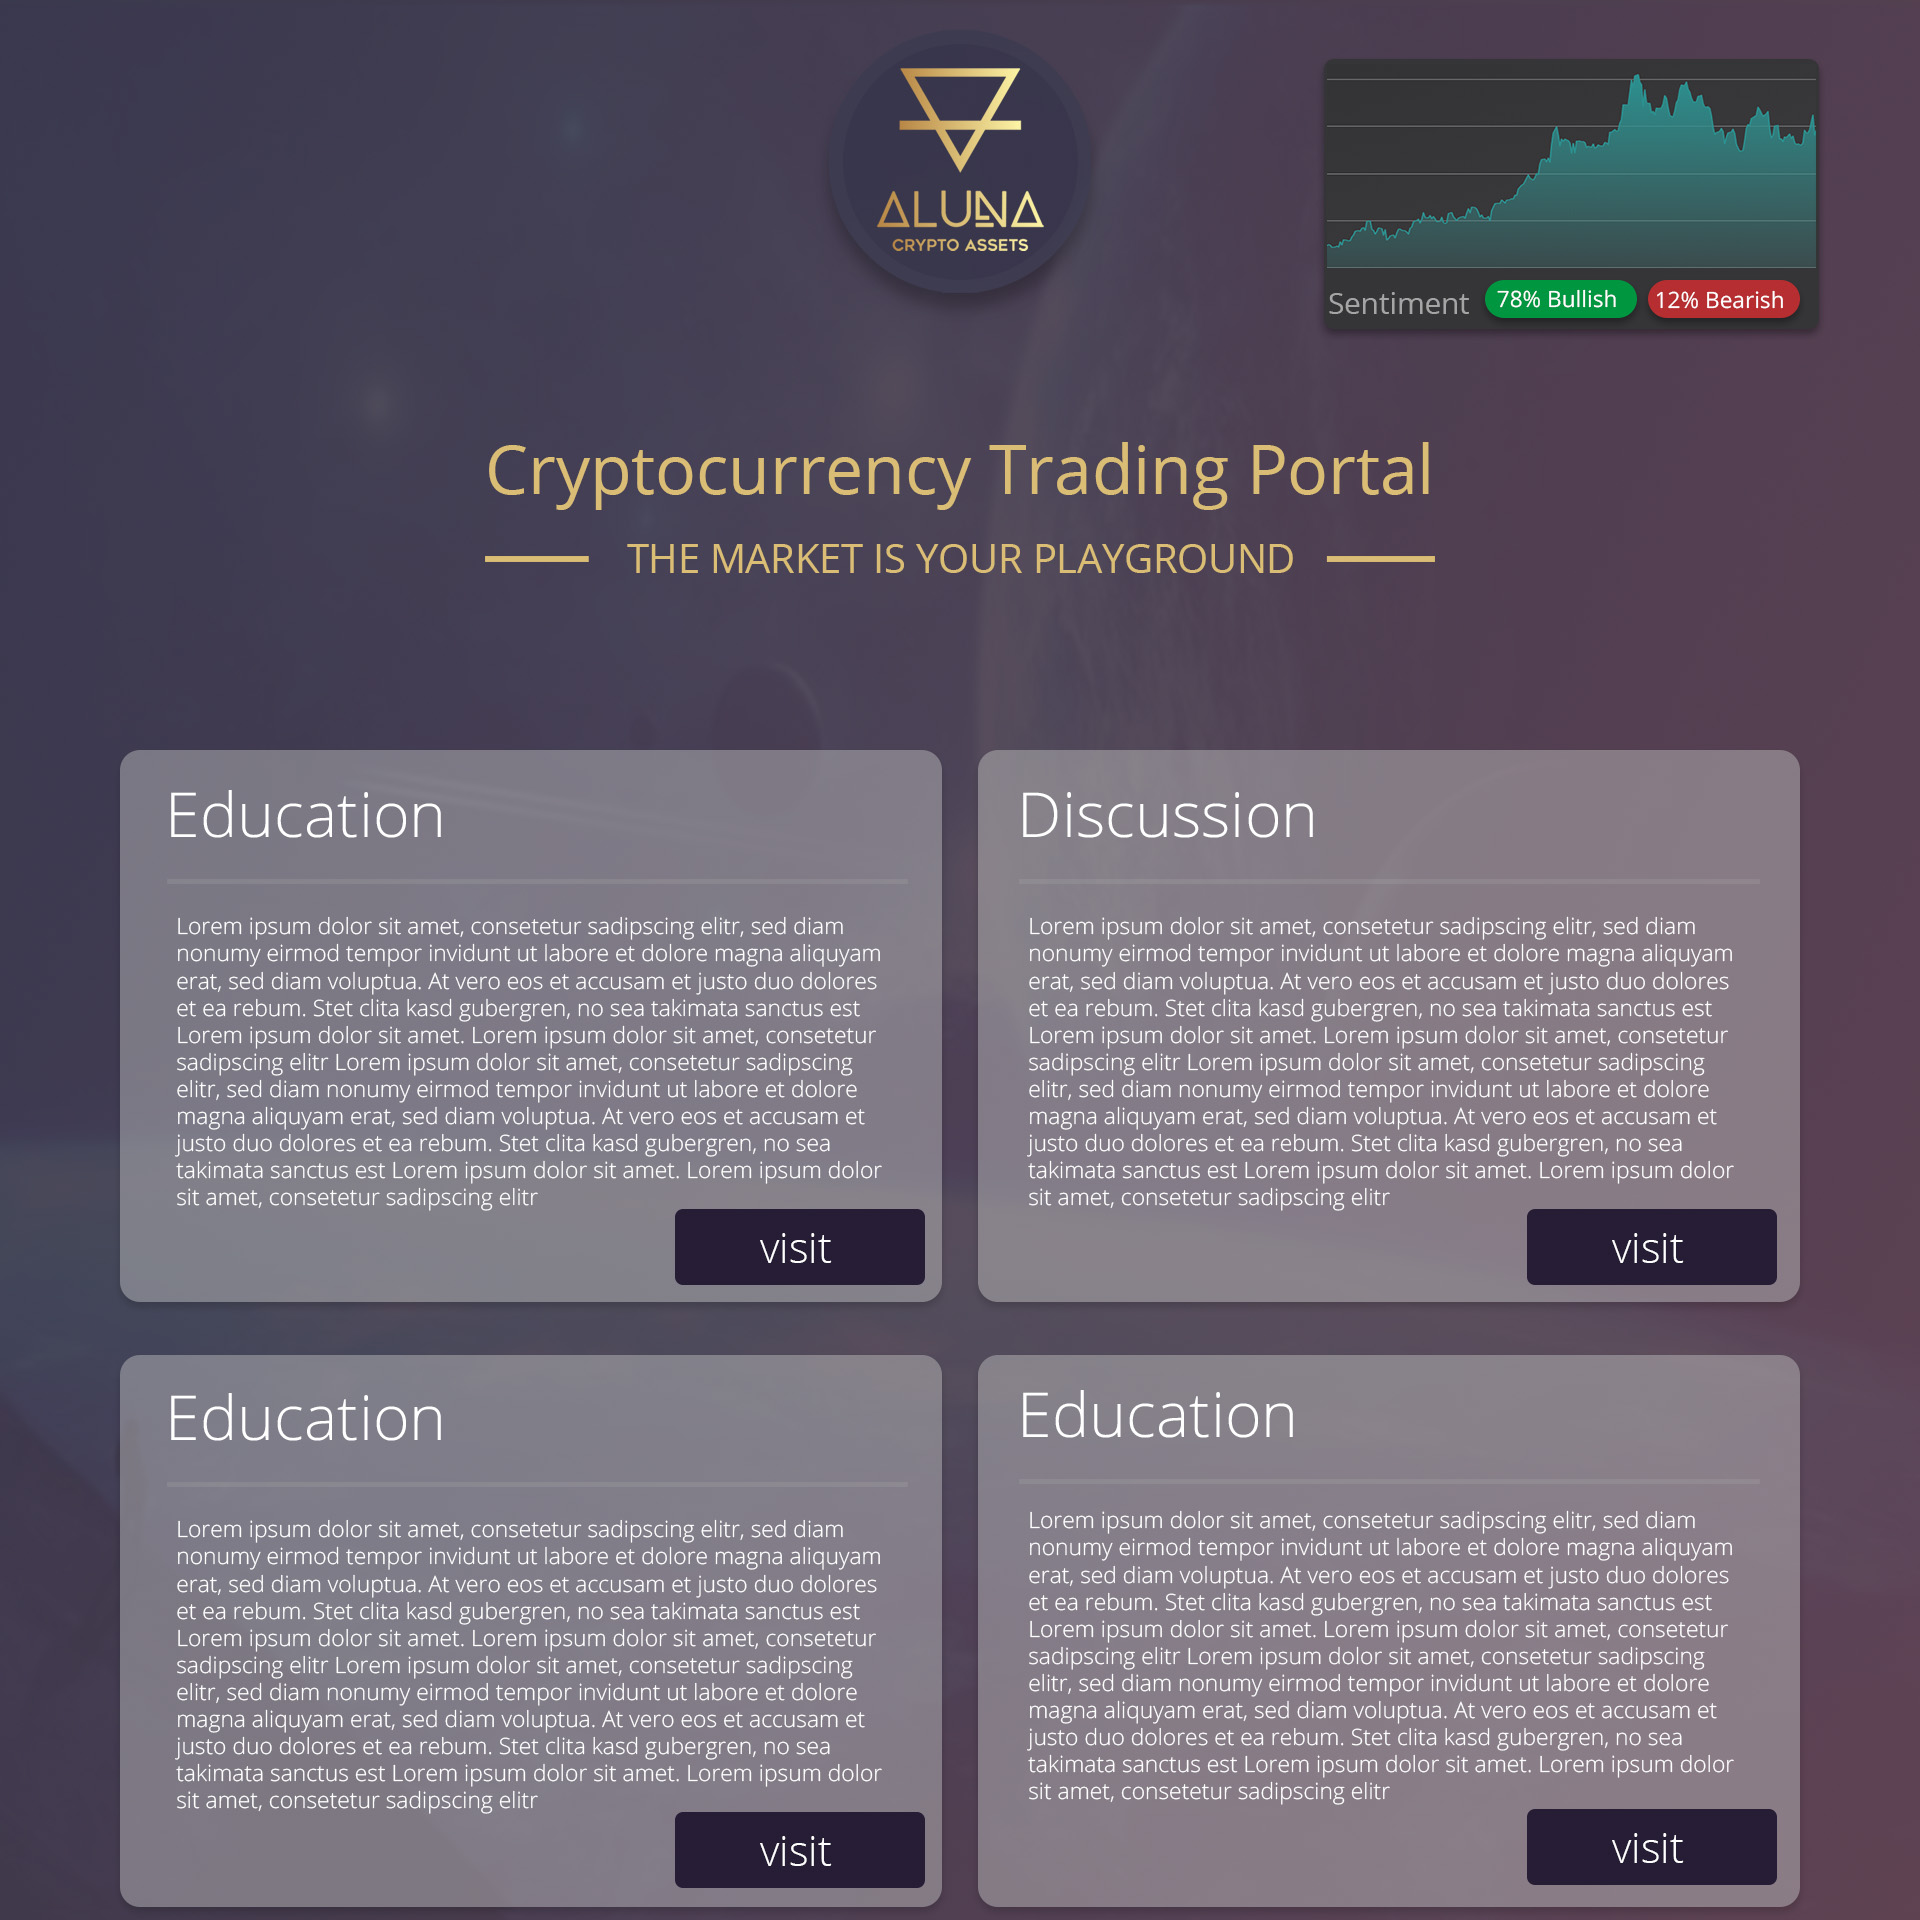 ALUNA
CRYPTO ASSETS
Sentiment 78% Bullish 12% Bearish
Cryptocurrency Trading Portal
THE MARKET IS YOUR PLAYGROUND
Education
Lorem ipsum dolor sit amet, consetetur sadipscing elitr, sed diam
nonumy eirmod tempor invidunt ut labore et dolore magna aliquyam
erat, sed diam voluptua. At vero eos et accusam et justo duo dolores
et ea rebum. Stet clita kasd gubergren, no sea takimata sanctus est
Lorem ipsum dolor sit amet. Lorem ipsum dolor sit amet, consetetur
sadipscing elitr Lorem ipsum dolor sit amet, consetetur sadipscing
elitr, sed diam nonumy eirmod tempor invidunt ut labore et dolore
magna aliquyam erat, sed diam voluptua. At vero eos et accusam et
justo duo dolores et ea rebum. Stet clita kasd gubergren, no sea
takimata sanctus est Lorem ipsum dolor sit amet. Lorem ipsum dolor
sit amet, consetetur sadipscing elitr
visit
Discussion
Lorem ipsum dolor sit amet, consetetur sadipscing elitr, sed diam
nonumy eirmod tempor invidunt ut labore et dolore magna aliquyam
erat, sed diam voluptua. At vero eos et accusam et justo duo dolores
et ea rebum. Stet clita kasd gubergren, no sea takimata sanctus est
Lorem ipsum dolor sit amet. Lorem ipsum dolor sit amet, consetetur
sadipscing elitr Lorem ipsum dolor sit amet, consetetur sadipscing
elitr, sed diam nonumy eirmod tempor invidunt ut labore et dolore
magna aliquyam erat, sed diam voluptua. At vero eos et accusam et
justo duo dolores et ea rebum. Stet clita kasd gubergren, no sea
takimata sanctus est Lorem ipsum dolor sit amet. Lorem ipsum dolor
sit amet, consetetur sadipscing elitr
visit
Education
Lorem ipsum dolor sit amet, consetetur sadipscing elitr, sed diam
nonumy eirmod tempor invidunt ut labore et dolore magna aliquyam
erat, sed diam voluptua. At vero eos et accusam et justo duo dolores
et ea rebum. Stet clita kasd gubergren, no sea takimata sanctus est
Lorem ipsum dolor sit amet. Lorem ipsum dolor sit amet, consetetur
sadipscing elitr Lorem ipsum dolor sit amet, consetetur sadipscing
elitr, sed diam nonumy eirmod tempor invidunt ut labore et dolore
magna aliquyam erat, sed diam voluptua. At vero eos et accusam et
justo duo dolores et ea rebum. Stet clita kasd gubergren, no sea
takimata sanctus est Lorem ipsum dolor sit amet. Lorem ipsum dolor
sit amet, consetetur sadipscing elitr
visit
Education
Lorem ipsum dolor sit amet, consetetur sadipscing elitr, sed diam
nonumy eirmod tempor invidunt ut labore et dolore magna aliquyam
erat, sed diam voluptua. At vero eos et accusam et justo duo dolores
et ea rebum. Stet clita kasd gubergren, no sea takimata sanctus est
Lorem ipsum dolor sit amet. Lorem ipsum dolor sit amet, consetetur
sadipscing elitr Lorem ipsum dolor sit amet, consetetur sadipscing
elitr, sed diam nonumy eirmod tempor invidunt ut labore et dolore
magna aliquyam erat, sed diam voluptua. At vero eos et accusam et
justo duo dolores et ea rebum. Stet clita kasd gubergren, no sea
takimata sanctus est Lorem ipsum dolor sit amet. Lorem ipsum dolor
sit amet, consetetur sadipscing elitr
visit